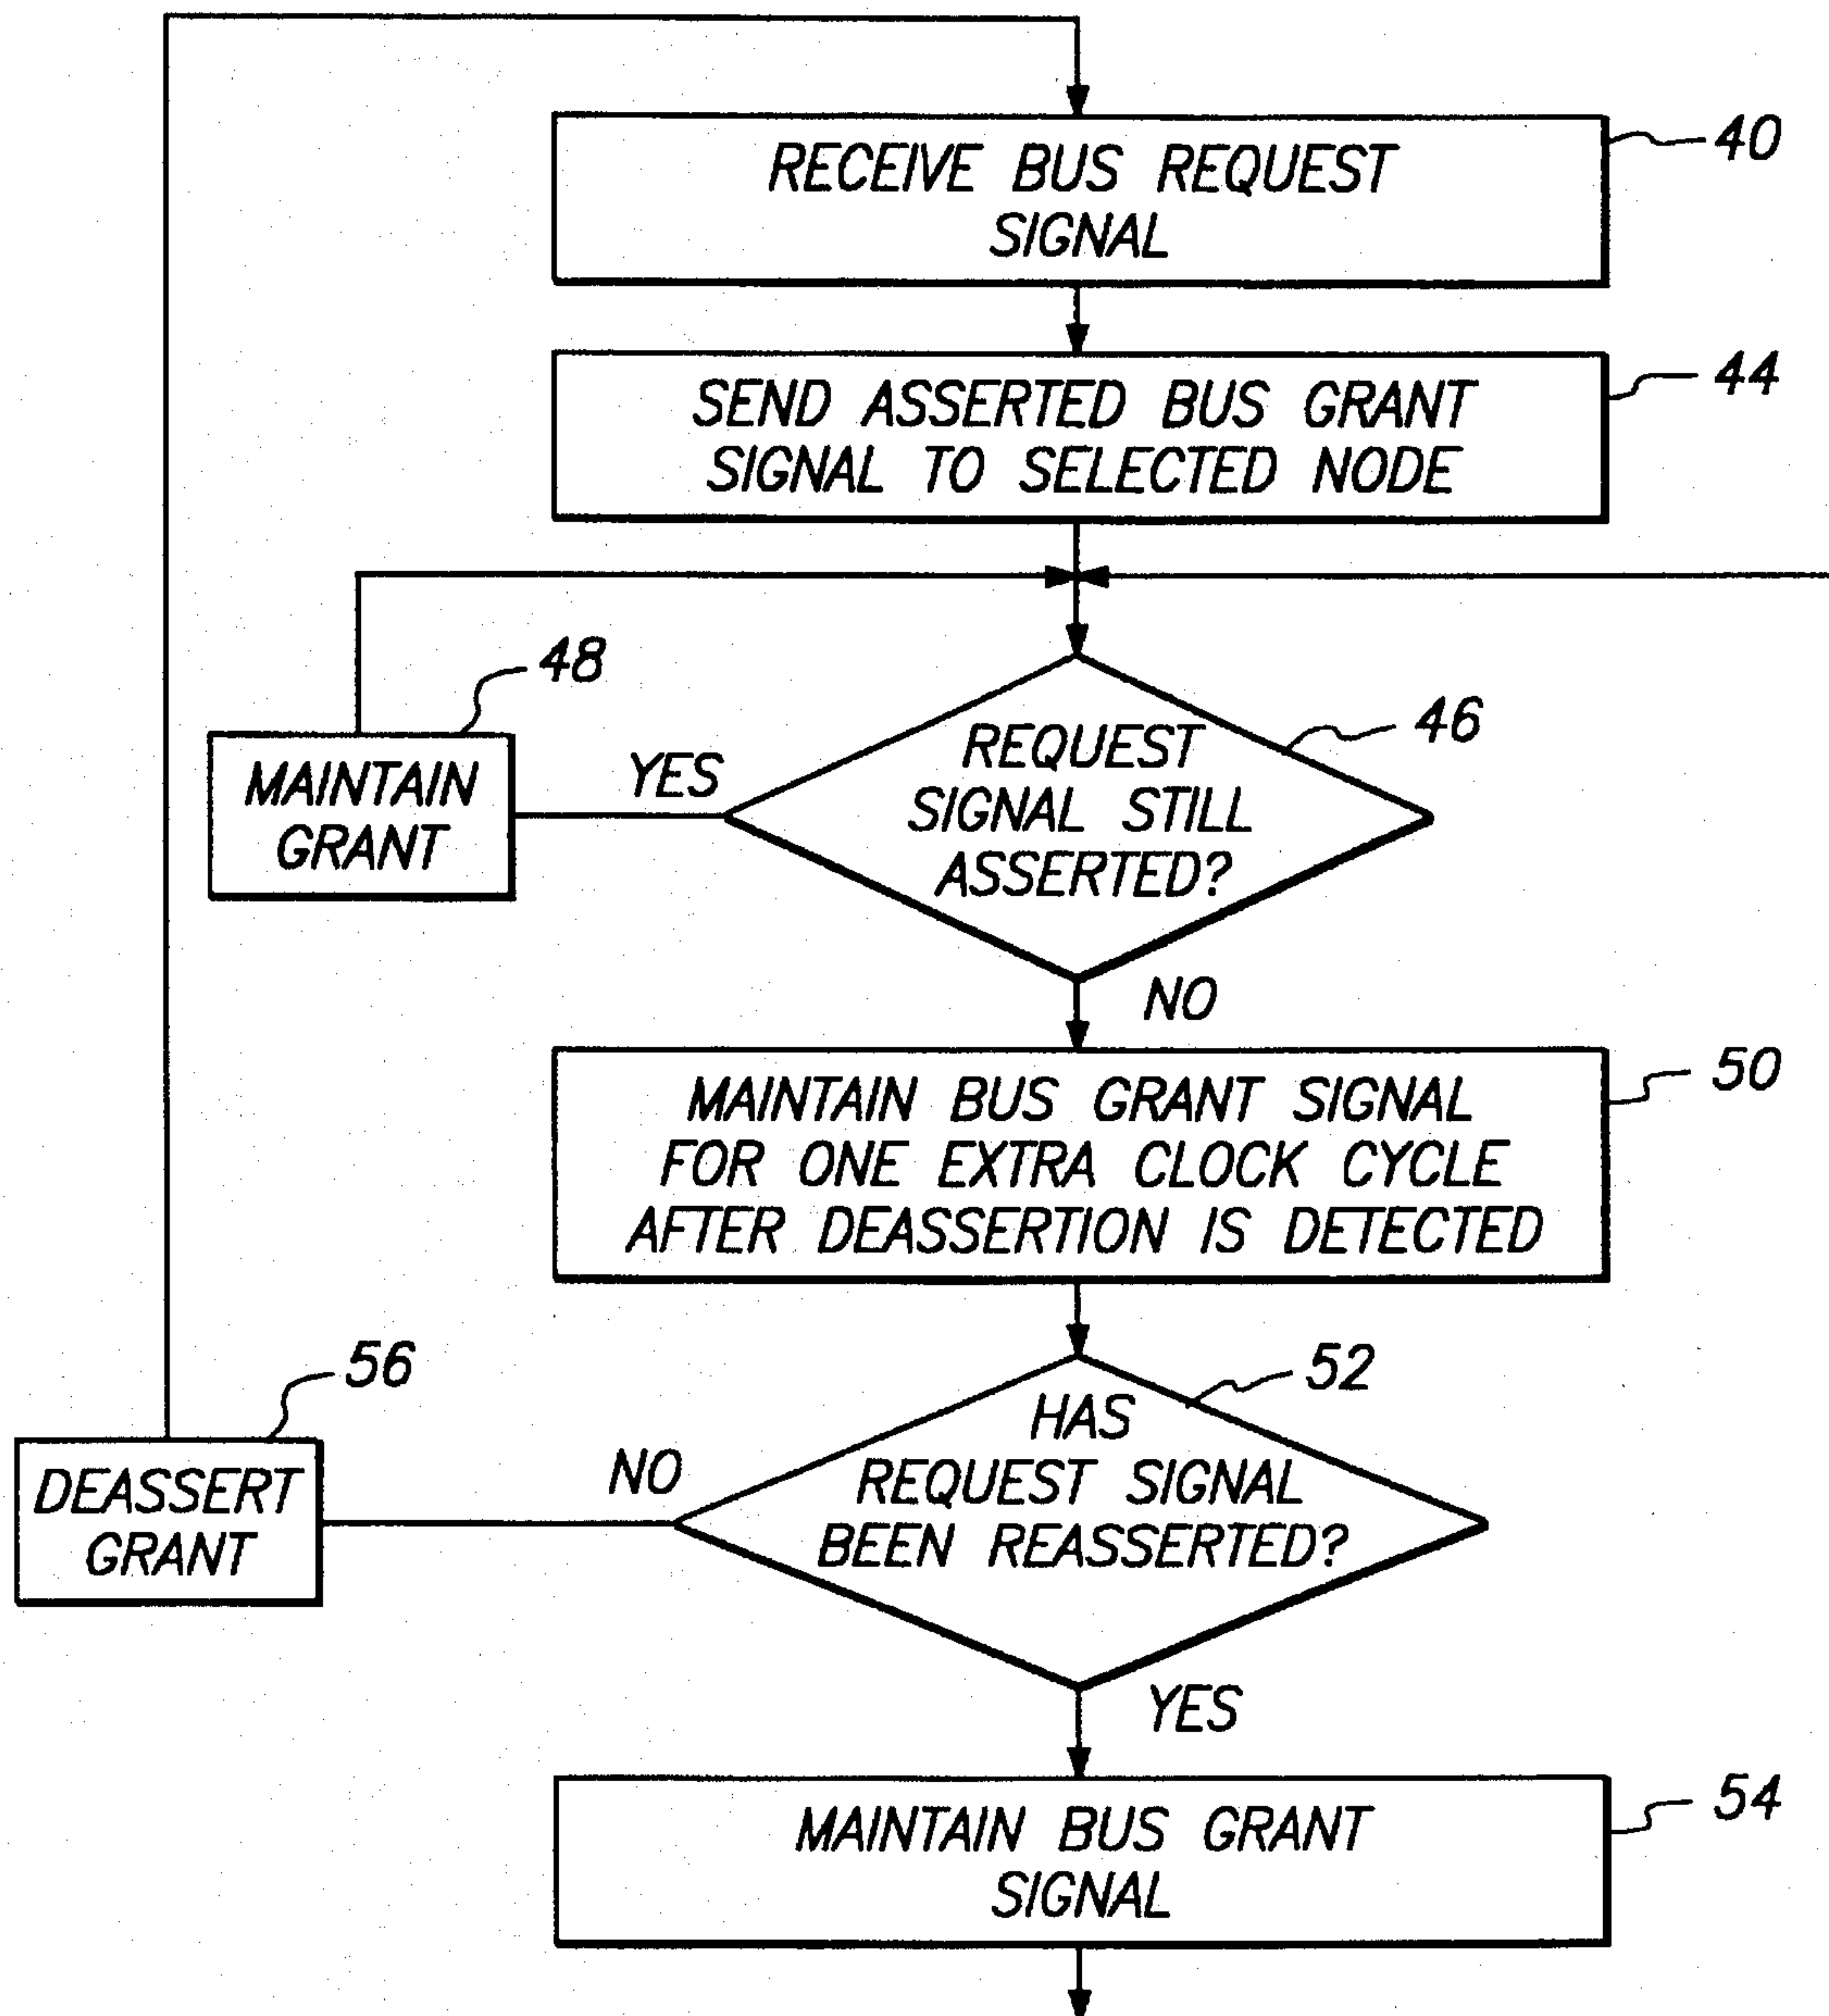 RECEIVE BUS REQUEST
SIGNAL
40
SEND ASSERTED BUS GRANT
SIGNAL TO SELECTED NODE
44
48
MAINTAIN
GRANT
YES
REQUEST
SIGNAL STILL
ASSERTED?
46
NO
MAINTAIN BUS GRANT SIGNAL
FOR ONE EXTRA CLOCK CYCLE
AFTER DEASSERTION IS DETECTED
50
56
DEASSERT
GRANT
NO
HAS
REQUEST SIGNAL
BEEN REASSERTED?
52
YES
MAINTAIN BUS GRANT
SIGNAL
54